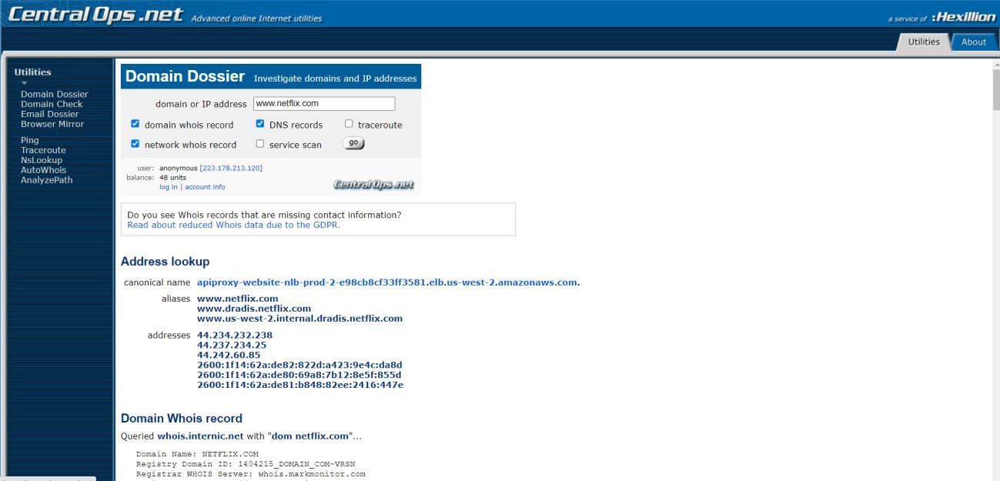 CentralOps.net Advanced online Internet utilities
a service of :Hexillion
Utilities About
Utilities
Domain Dossier
Domain Check
Email Dossier
Browser Mirror
Ping
Traceroute
NsLookup
AutoWhois
AnalyzePath
Domain Dossier Investigate domains and IP addresses
domain or IP address www.netflix.com
domain whois record DNS records traceroute
network whois record service scan go
user: anonymous [223.178.213.120]
balance: 48 units
log in | account info
CentralOps.net
Do you see Whois records that are missing contact information?
Read about reduced Whois data due to the GDPR.
Address lookup
canonical name apiproxy-website-nlb-prod-2-e98cb8cf33ff3581.elb.us-west-2.amazonaws.com.
aliases www.netflix.com
www.dradis.netflix.com
www.us-west-2.internal.dradis.netflix.com
addresses 44.234.232.238
44.237.234.25
44.242.60.85
2600:1f14:62a:de82:822d:a423:9e4c:da8d
2600:1f14:62a:de80:69a8:7b12:8e5f:855d
2600:1f14:62a:de81:b848:82ee:2416:447e
Domain Whois record
Queried whois.internic.net with "dom netflix.com"...
Domain Name: NETFLIX.COM
Registry Domain ID: 1404215_DOMAIN_COM-VRSN
Registrar WHOIS Server: whois.markmonitor.com